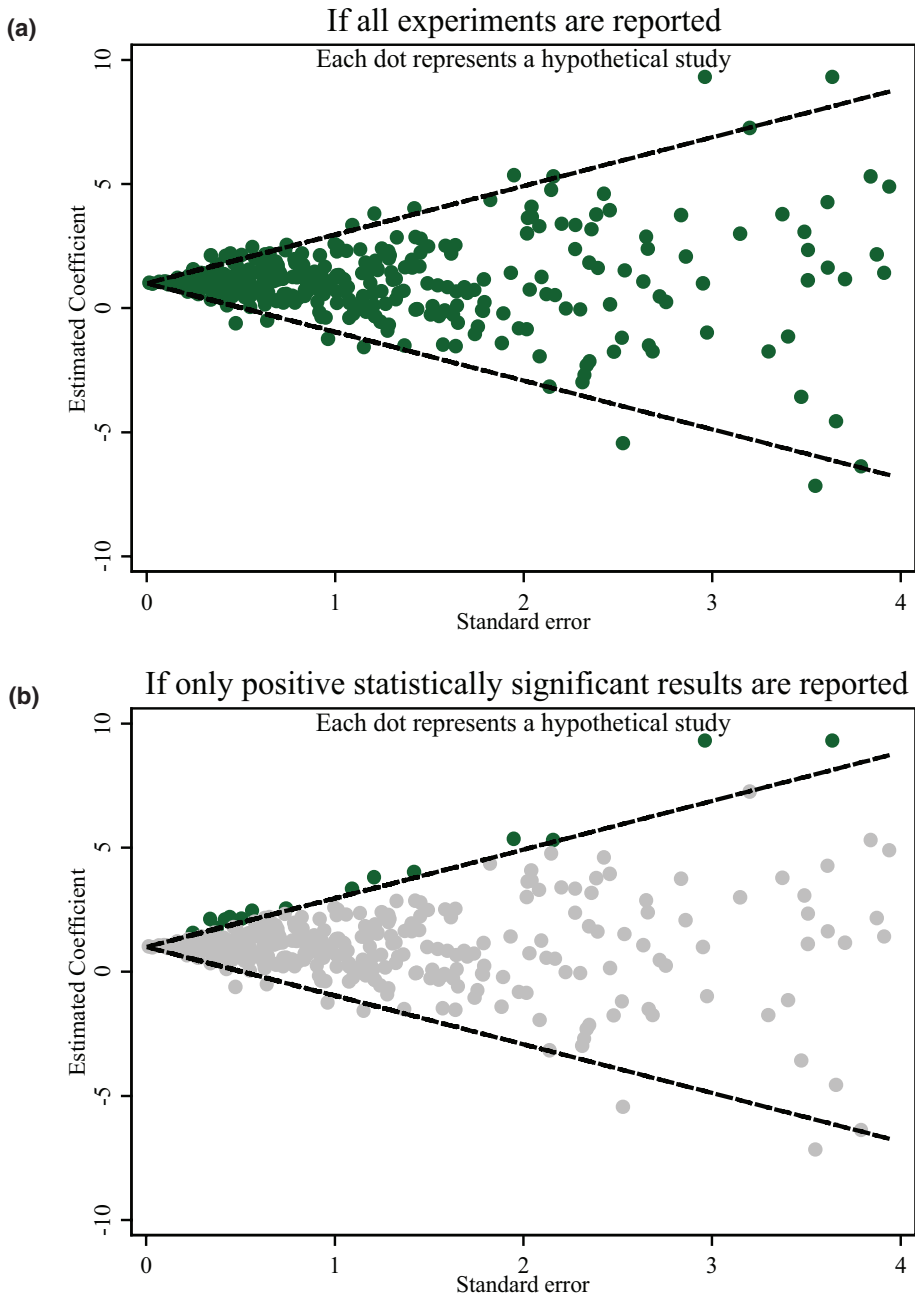 (a)
If all experiments are reported
Each dot represents a hypothetical study
10
5
0
-5
-10
Estimated Coefficient
0 1 2 3 4
Standard error
(b)
If only positive statistically significant results are reported
Each dot represents a hypothetical study
10
5
0
-5
-10
Estimated Coefficient
0 1 2 3 4
Standard error